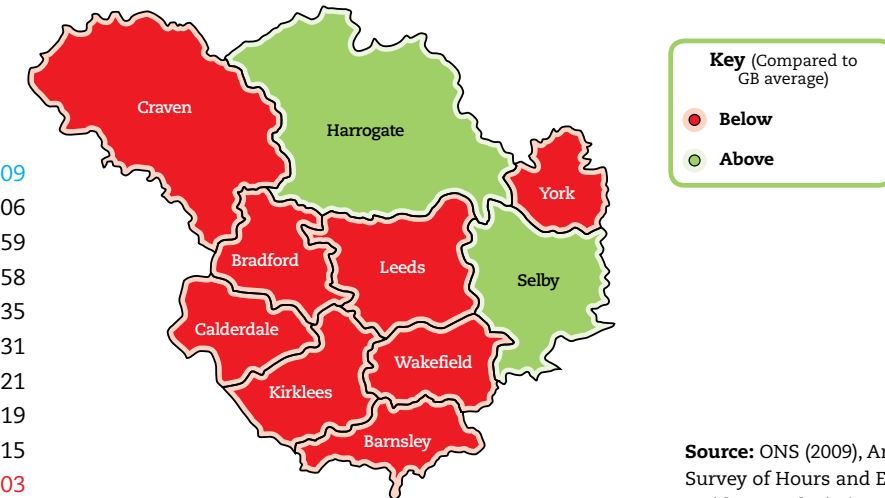 09
06
59
58
35
31
21
19
15
03
Craven
Harrogate
York
Bradford
Leeds
Selby
Calderdale
Wakefield
Kirklees
Barnsley
Key (Compared to
GB average)
Below
Above
Source: ONS (2009), An
Survey of Hours and E